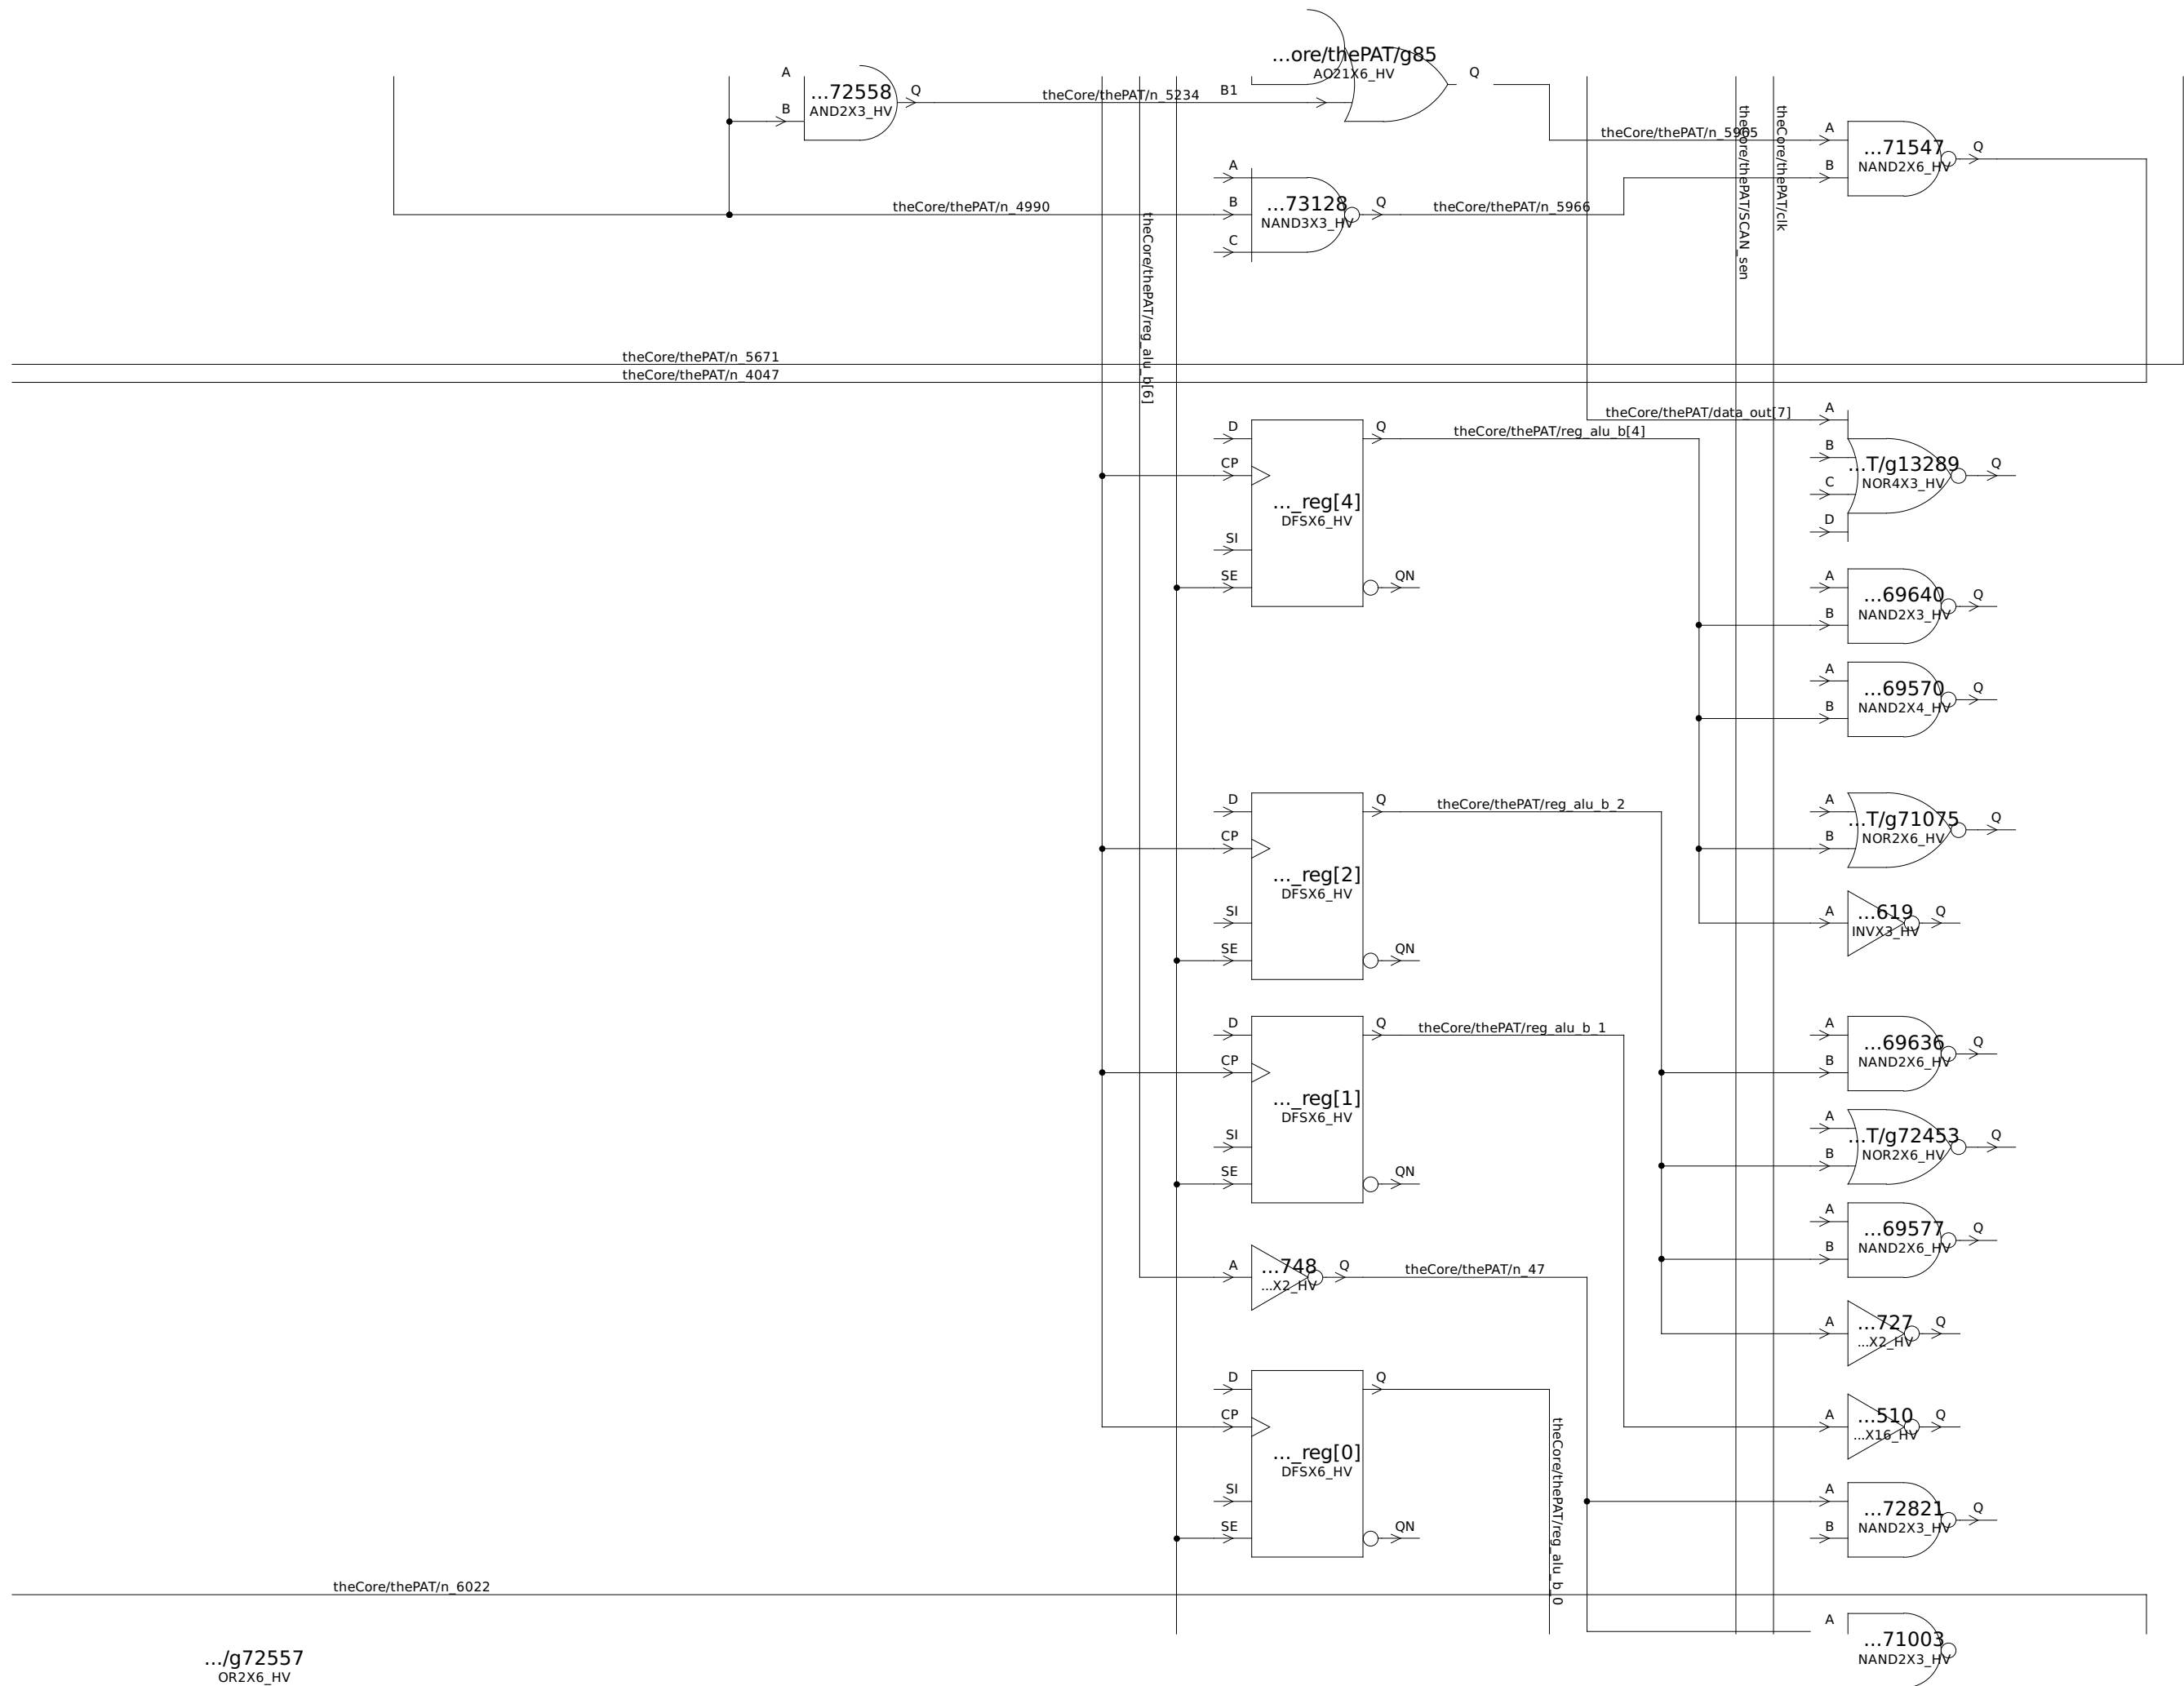 ...ore/thePAT/g85
AO21X6_HV
Q
A
...72558
AND2X3_HV
Q
B
theCore/thePAT/n_5234
B1
theCore/thePAT/n_5965
A
...71547
NAND2X6_HV
Q
B
theCore/thePAT/SCAN_sen
theCore/thePAT/clk
A
...73128
NAND3X3_HV
Q
B
C
theCore/thePAT/n_4990
theCore/thePAT/n_5966
theCore/thePAT/reg_alu_b[6]
theCore/thePAT/n_5671
theCore/thePAT/n_4047
theCore/thePAT/data_out[7]
A
B
...T/g13289
NOR4X3_HV
Q
C
D
D
Q
theCore/thePAT/reg_alu_b[4]
CP
..._reg[4]
DFSX6_HV
SI
SE
QN
A
...69640
NAND2X3_HV
Q
B
A
...69570
NAND2X4_HV
Q
B
D
Q
theCore/thePAT/reg_alu_b_2
CP
..._reg[2]
DFSX6_HV
SI
SE
QN
A
...T/g71075
NOR2X6_HV
Q
B
A
...619
INVX3_HV
Q
D
Q
theCore/thePAT/reg_alu_b_1
CP
..._reg[1]
DFSX6_HV
SI
SE
QN
A
...69636
NAND2X6_HV
Q
B
A
...T/g72453
NOR2X6_HV
Q
B
A
...69577
NAND2X6_HV
Q
B
A
...748
...X2_HV
Q
theCore/thePAT/n_47
A
...727
...X2_HV
Q
D
Q
CP
..._reg[0]
DFSX6_HV
SI
SE
QN
theCore/thePAT/reg_alu_b_0
A
...510
...X16_HV
Q
A
...72821
NAND2X3_HV
Q
B
theCore/thePAT/n_6022
A
...71003
NAND2X3_HV
.../g72557
OR2X6_HV